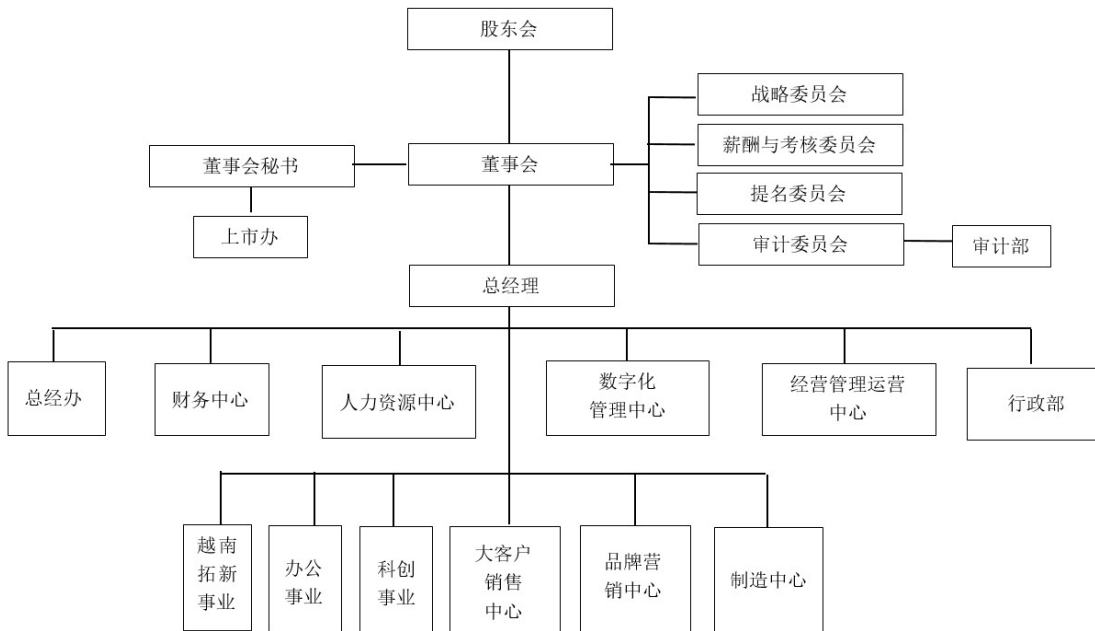 股东会
战略委员会
薪酬与考核委员会
董事会秘书
董事会
提名委员会
上市办
审计委员会
审计部
总经理
总经办
财务中心
人力资源中心
数字化
管理中心
经营管理运营
中心
行政部
越南
拓新
事业
办公
事业
科创
事业
大客户
销售
中心
品牌营
销中心
制造中心